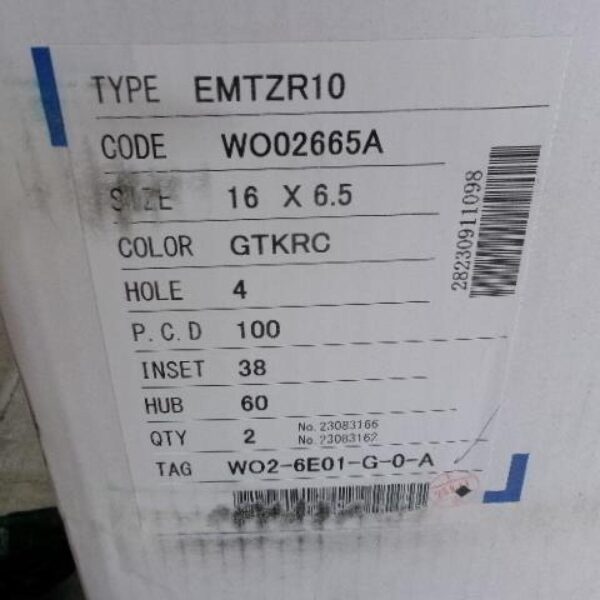 TYPE EMTZR10
CODE WO02665A
SIZE 16 X 6.5
COLOR GTKRC
HOLE 4
P.C.D 100
INSET 38
HUB 60
QTY 2 No. 23083166
No. 23083162
TAG WO2-6E01-G-0-A
28230911098